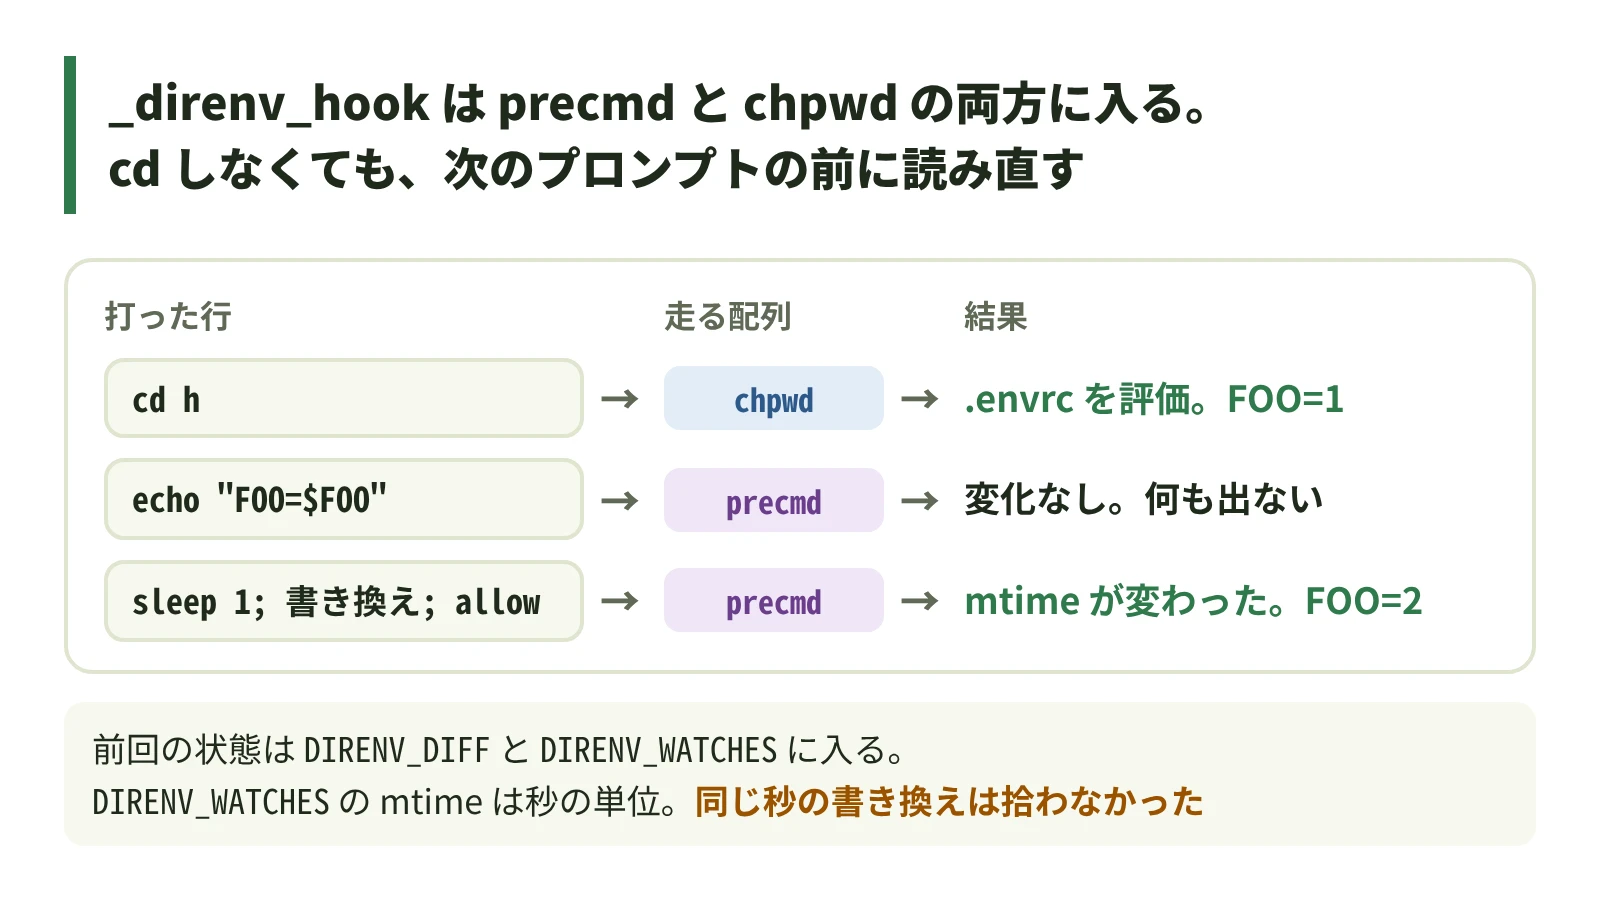 _direnv_hook は precmd と chpwd の両方に入る。
cd しなくても、次のプロンプトの前に読み直す
打った行 走る配列 結果
cd h → chpwd → .envrc を評価。FOO=1
echo "FOO=$FOO" → precmd → 変化なし。何も出ない
sleep 1; 書き換え; allow → precmd → mtime が変わった。FOO=2
前回の状態は DIRENV_DIFF と DIRENV_WATCHES に入る。
DIRENV_WATCHES の mtime は秒の単位。同じ秒の書き換えは拾わなかった